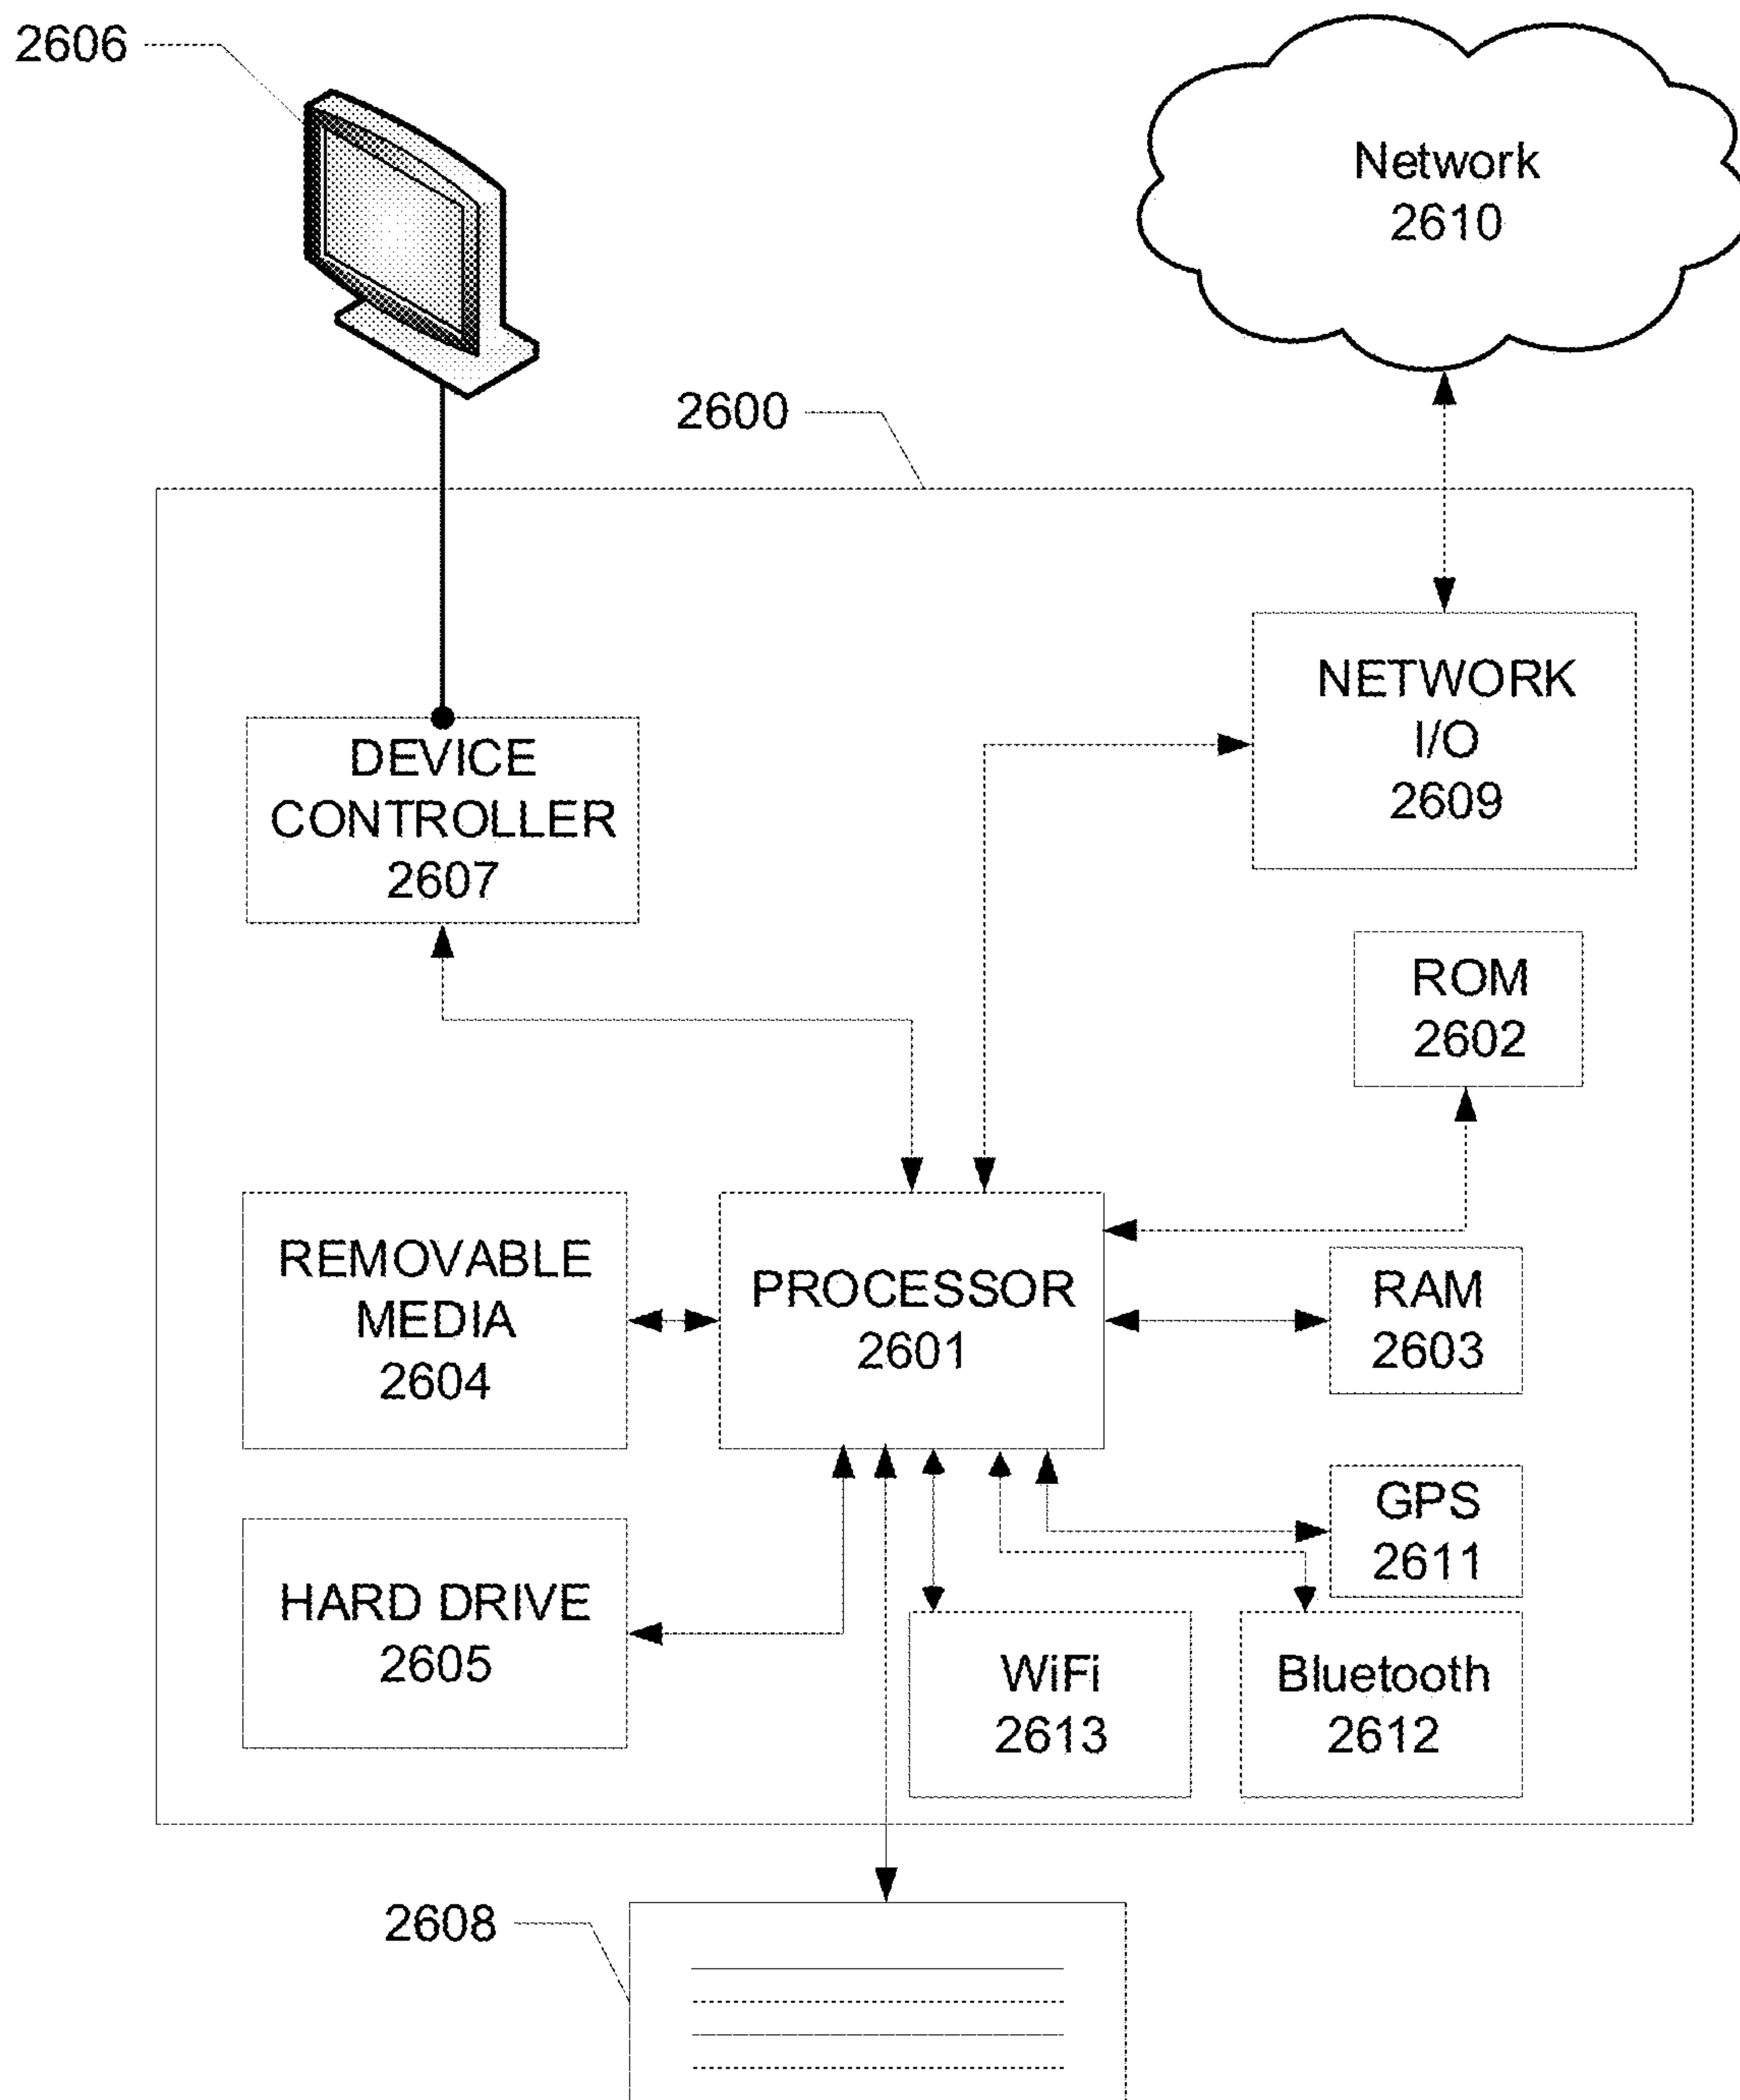 2606
Network
2610
2600
NETWORK
I/O
2609
DEVICE
CONTROLLER
2607
ROM
2602
REMOVABLE
MEDIA
2604
PROCESSOR
2601
RAM
2603
GPS
2611
HARD DRIVE
2605
WiFi
2613
Bluetooth
2612
2608